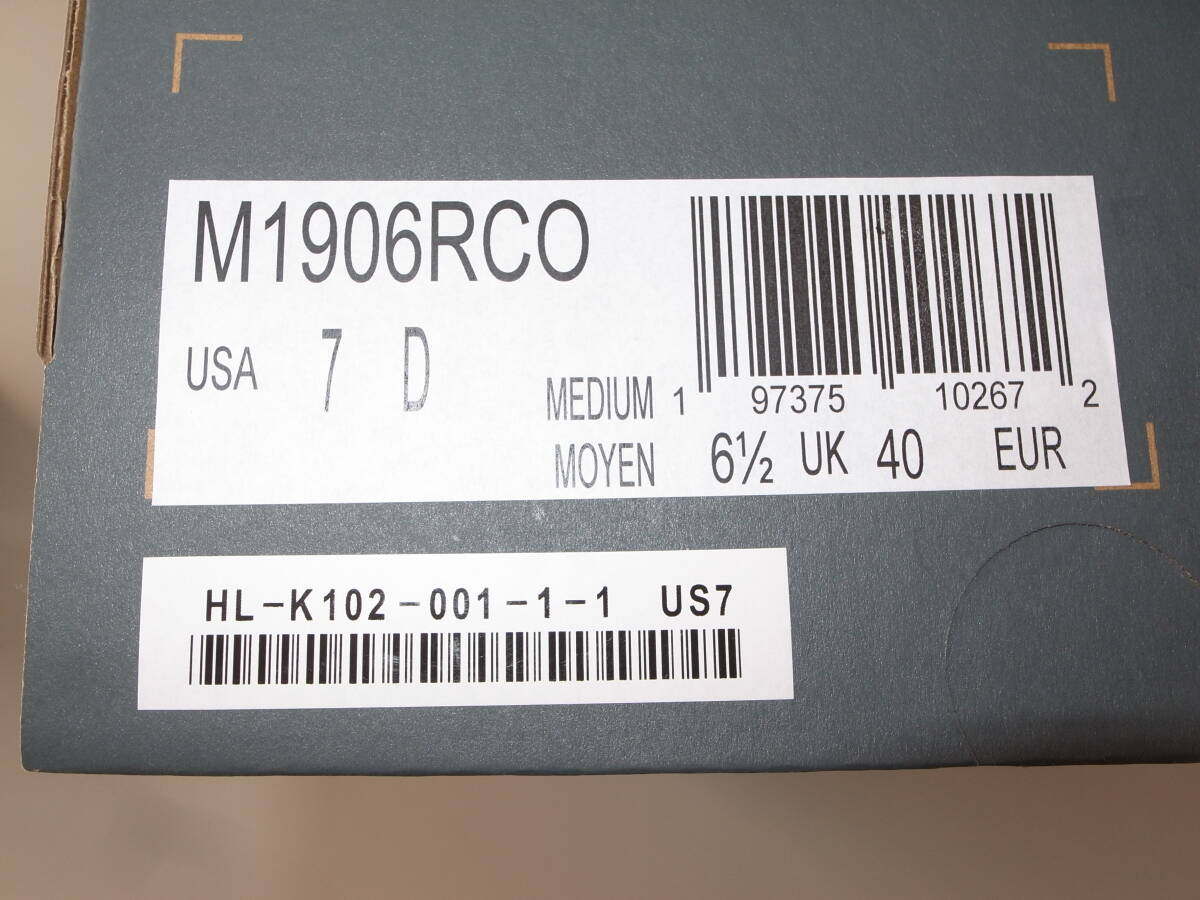 M1906RCO
USA 7 D
MEDIUM
MOYEN
1 97375 10267 2
6½ UK 40 EUR
HL-K102-001-1-1 US7